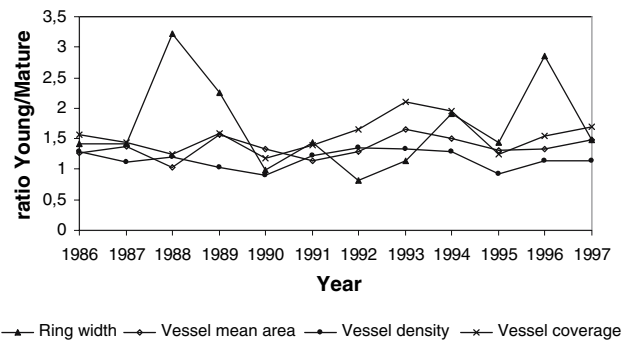 3,5
3
2,5
2
1,5
1
0,5
0
ratio Young/Mature
1986 1987 1988 1989 1990 1991 1992 1993 1994 1995 1996 1997
Year
Ring width Vessel mean area Vessel density Vessel coverage